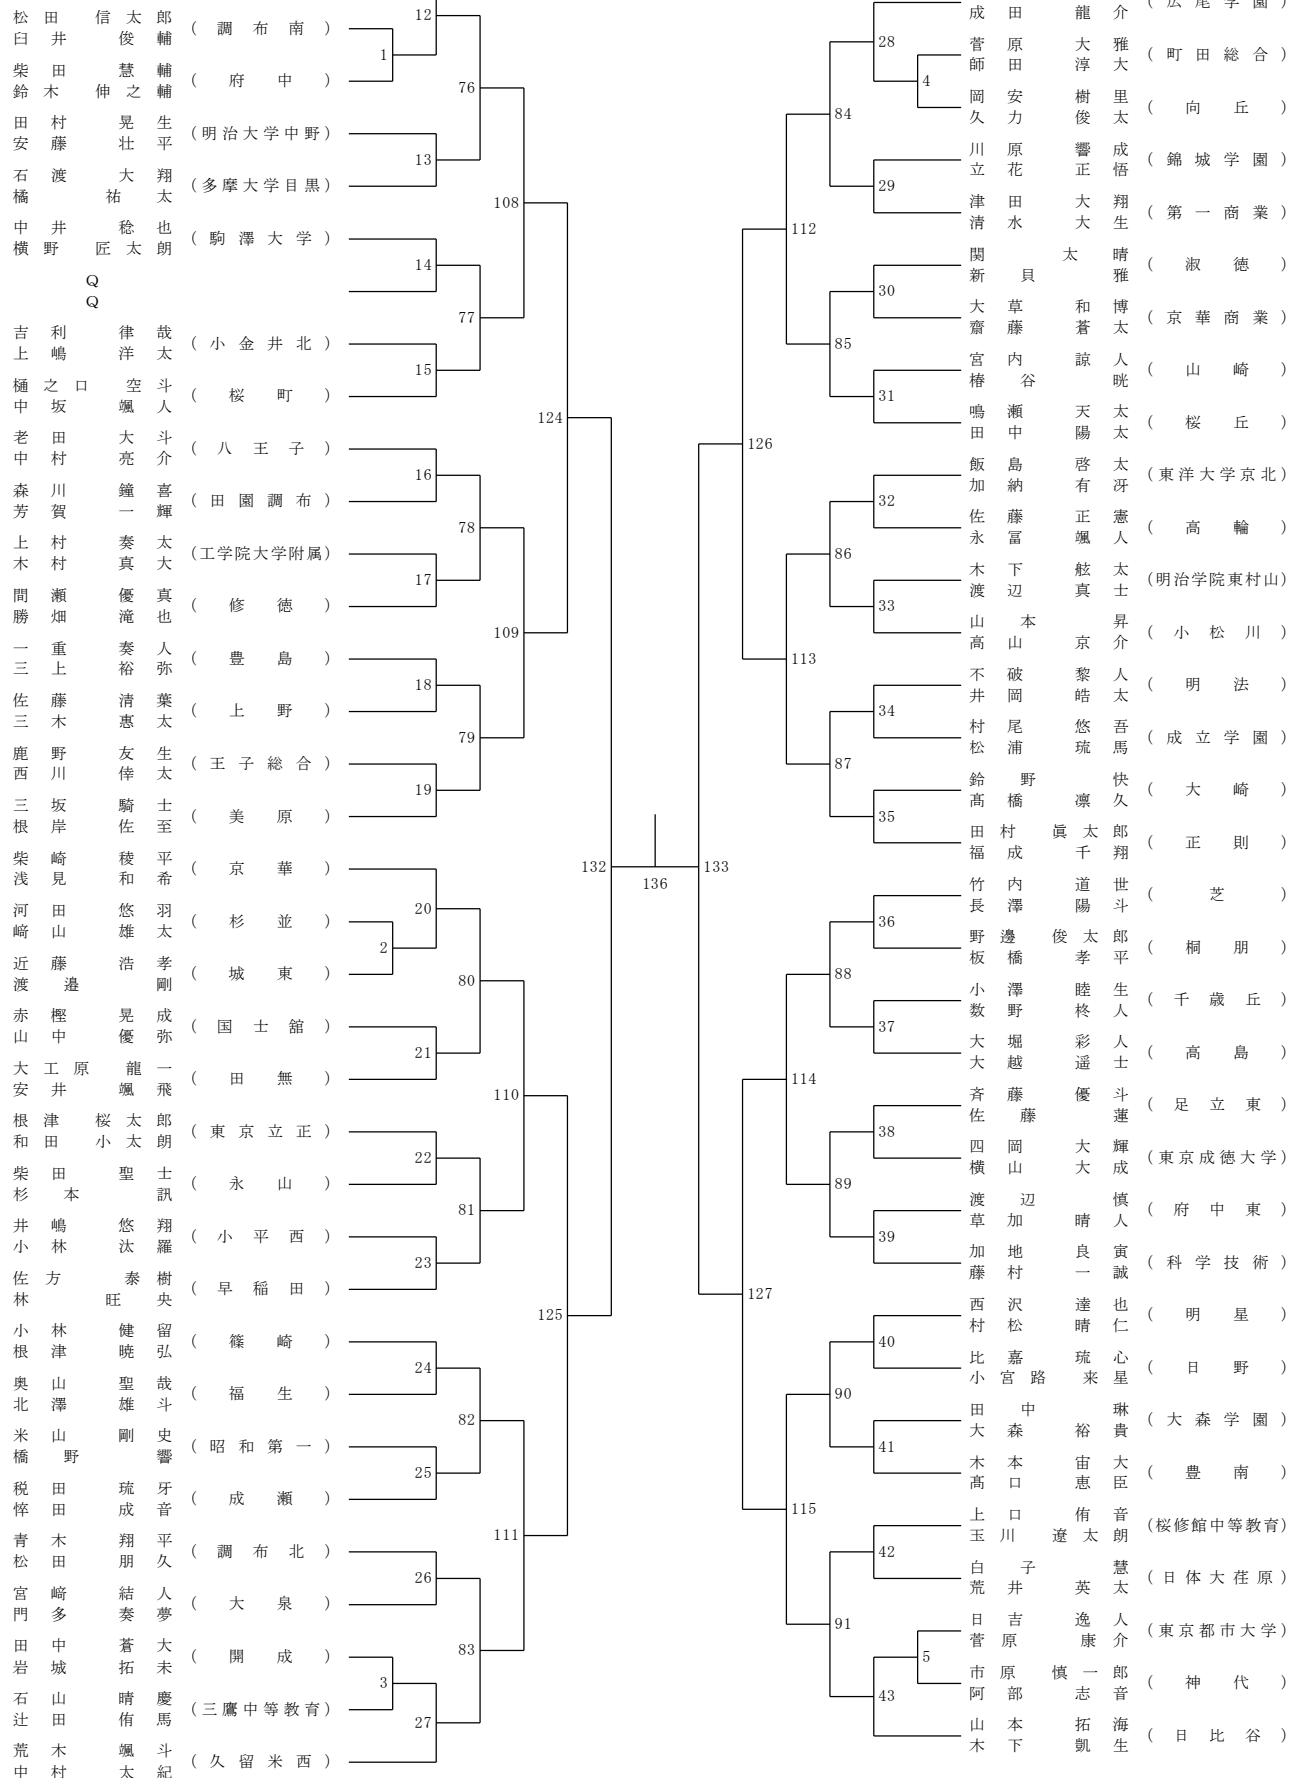 松田 信太郎
臼井 俊輔
(調布南)
柴田 慧輔
鈴木 伸之輔
(府中)
田村 晃生
安藤 壮平
(明治大学中野)
石渡 大翔
橘 祐太
(多摩大学目黒)
中井 稔也
横野 匠太朗
(駒澤大学)
Q
Q
吉利 律哉
上嶋 洋太
(小金井北)
樋之口 空斗
中坂 颯人
(桜町)
老田 大斗
中村 亮介
(八王子)
森川 鐘喜
芳賀 一輝
(田園調布)
上村 奏太
木村 真大
(工学院大学附属)
間瀬 優真
勝畑 滝也
(修徳)
一重 奏人
三上 裕弥
(豊島)
佐藤 清葉
三木 惠太
(上野)
鹿野 友生
西川 倖太
(王子総合)
三坂 騎士
根岸 佐至
(美原)
柴崎 稜平
浅見 和希
(京華)
河田 悠羽
﨑山 雄太
(杉並)
近藤 浩孝
渡邉 剛
(城東)
赤樫 晃成
山中 優弥
(国士舘)
大工原 龍一
安井 颯飛
(田無)
根津 桜太郎
和田 小太朗
(東京立正)
柴田 聖士
杉本 訊
(永山)
井嶋 悠翔
小林 汰羅
(小平西)
佐方 泰樹
林 旺央
(早稲田)
小林 健留
根津 暁弘
(篠崎)
奥山 聖哉
北澤 雄斗
(福生)
米山 剛史
橋野 響
(昭和第一)
税田 琉牙
悴田 成音
(成瀬)
青木 翔平
松田 朋久
(調布北)
宮﨑 結人
門多 奏夢
(大泉)
田中 蒼大
岩城 拓未
(開成)
石山 晴慶
辻田 侑馬
(三鷹中等教育)
荒木 颯斗
中村 太紀
(久留米西)
12
1
76
13
108
14
77
15
124
16
78
17
109
18
79
19
132
20
2
80
21
110
22
81
23
125
24
82
25
111
26
83
3
27
136
133
28
4
84
29
112
30
85
31
126
32
86
33
113
34
87
35
36
88
37
114
38
89
39
127
40
90
41
115
42
91
5
43
(広尾学園)
成田 龍介
菅原 大雅
師田 淳大
(町田総合)
岡安 樹里
久力 俊太
(向丘)
川原 響成
立花 正悟
(錦城学園)
津田 大翔
清水 大生
(第一商業)
関 太晴
新貝 雅
(淑徳)
大草 和博
齋藤 蒼太
(京華商業)
宮内 諒人
椿谷 晄
(山崎)
鳴瀬 天太
田中 陽太
(桜丘)
飯島 啓太
加納 有冴
(東洋大学京北)
佐藤 正憲
永冨 颯人
(高輪)
木下 舷太
渡辺 真士
(明治学院東村山)
山本 昇
高山 京介
(小松川)
不破 黎人
井岡 皓太
(明法)
村尾 悠吾
松浦 琉馬
(成立学園)
鈴野 快
髙橋 凛久
(大崎)
田村 眞太郎
福成 千翔
(正則)
竹内 道世
長澤 陽斗
(芝)
野邊 俊太郎
板橋 孝平
(桐朋)
小澤 睦生
数野 柊人
(千歳丘)
大堀 彩人
大越 遥士
(高島)
斉藤 優斗
佐藤 蓮
(足立東)
四岡 大輝
横山 大成
(東京成徳大学)
渡辺 慎
草加 晴人
(府中東)
加地 良寅
藤村 一誠
(科学技術)
西沢 達也
村松 晴仁
(明星)
比嘉 琉心
小宮路 来星
(日野)
田中 琳
大森 裕貴
(大森学園)
木本 宙大
髙口 恵臣
(豊南)
上口 侑音
玉川 遼太朗
(桜修館中等教育)
白子 慧
荒井 英太
(日体大荏原)
日吉 逸人
菅原 康介
(東京都市大学)
市原 慎一郎
阿部 志音
(神代)
山本 拓海
木下 凱生
(日比谷)